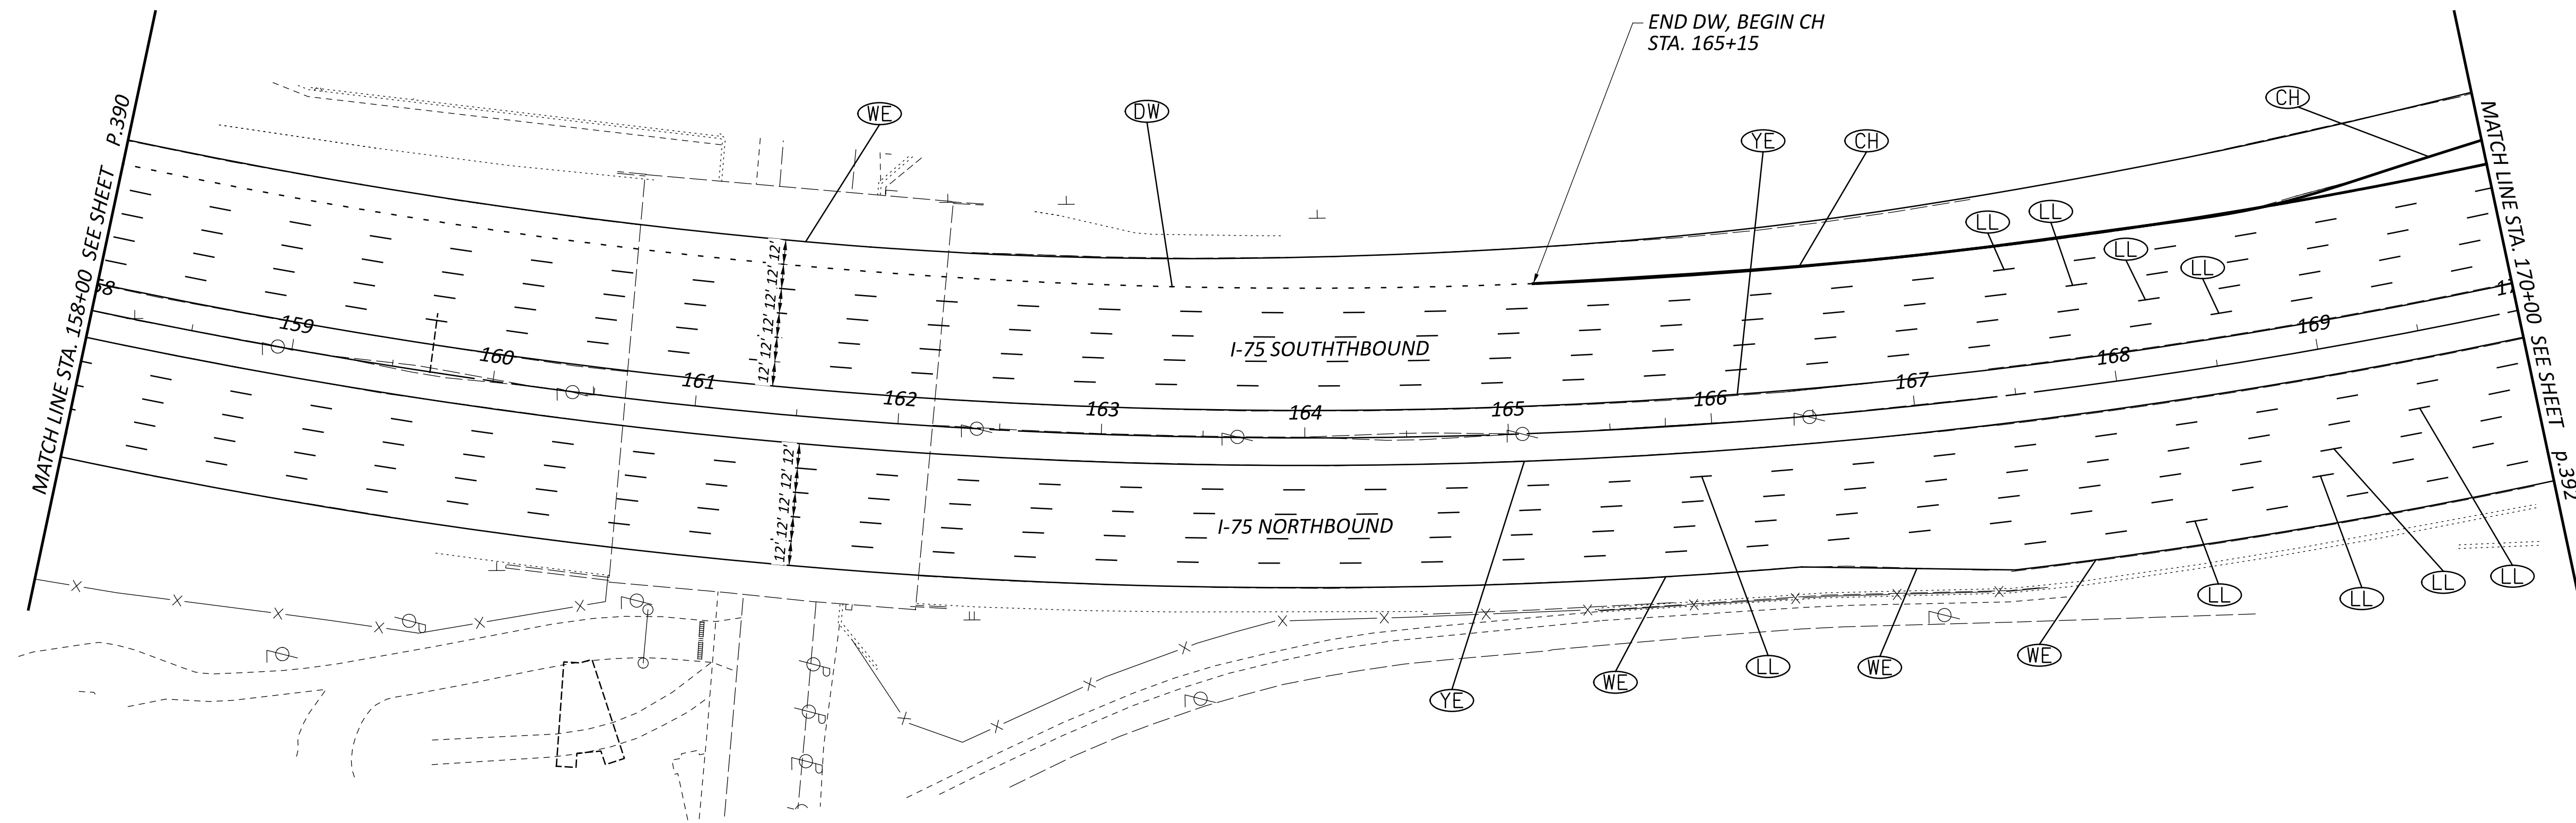 END DW, BEGIN CH
STA. 165+15
MATCH LINE STA. 158+00 SEE SHEET P.390
WE
DW
YE
CH
CH
LL
LL
LL
LL
MATCH LINE STA. 170+00 SEE SHEET p.392
12' 12' 12' 12' 12' 12'
I-75 SOUTHTHBOUND
58
159
160
161
162
163
164
165
166
167
168
169
17
12' 12' 12' 12' 12'
I-75 NORTHBOUND
YE
WE
LL
WE
WE
LL
LL
LL
LL